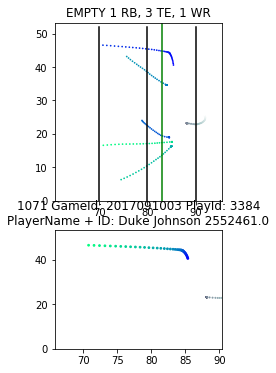 EMPTY 1 RB, 3 TE, 1 WR
50
40
30
20
10
0
70 80 90
1071 GameId: 2017091003 PlayId: 3384
PlayerName + ID: Duke Johnson 2552461.0
40
20
0
70 75 80 85 90